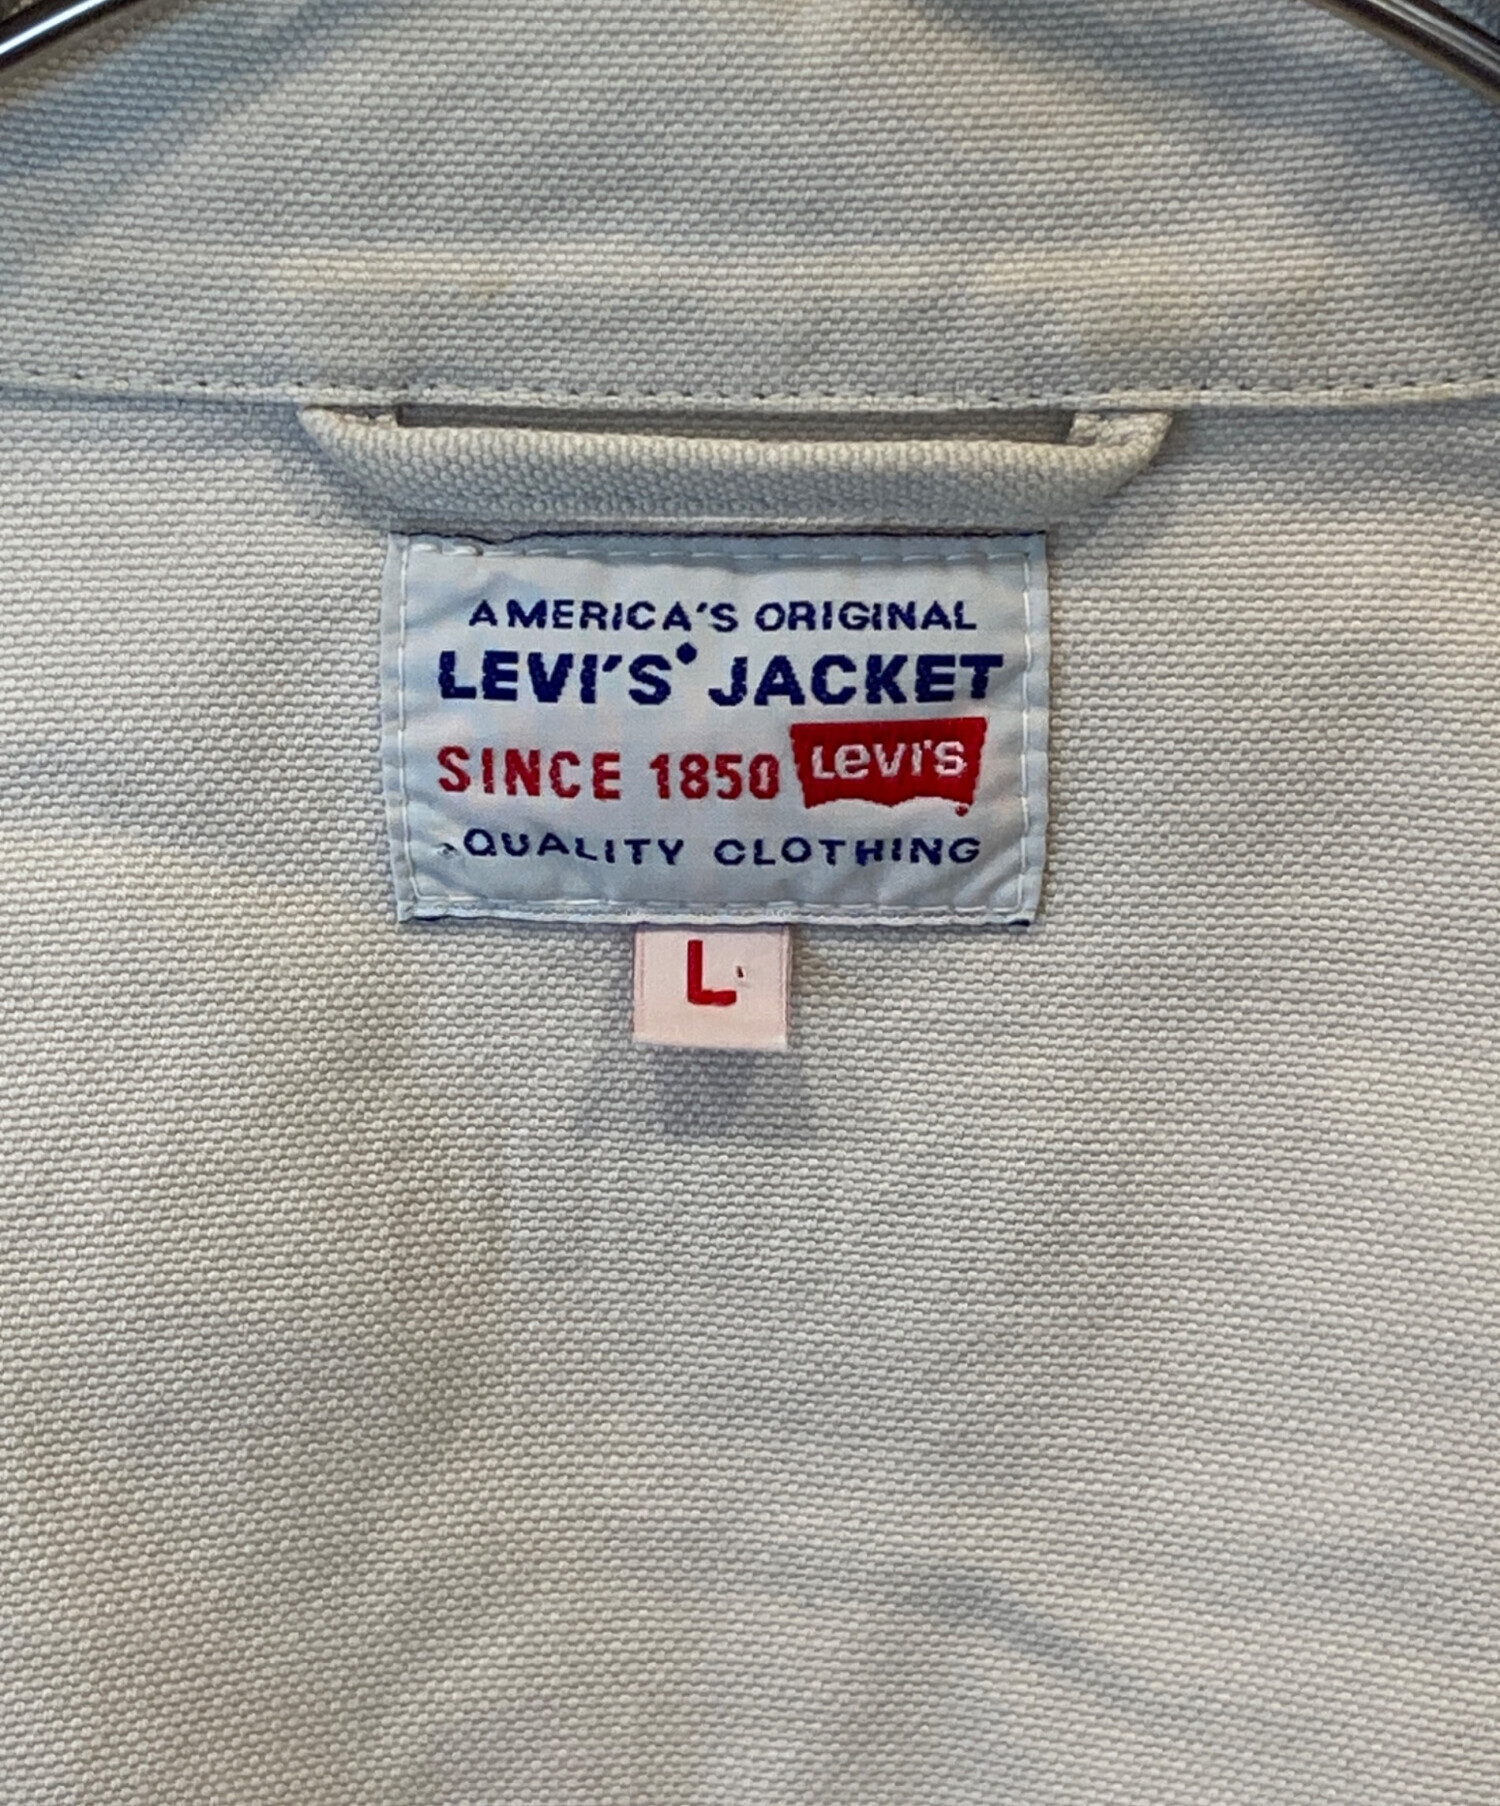 AMERICA'S ORIGINAL
LEVI'S JACKET
SINCE 1850 Levi's
QUALITY CLOTHING
L